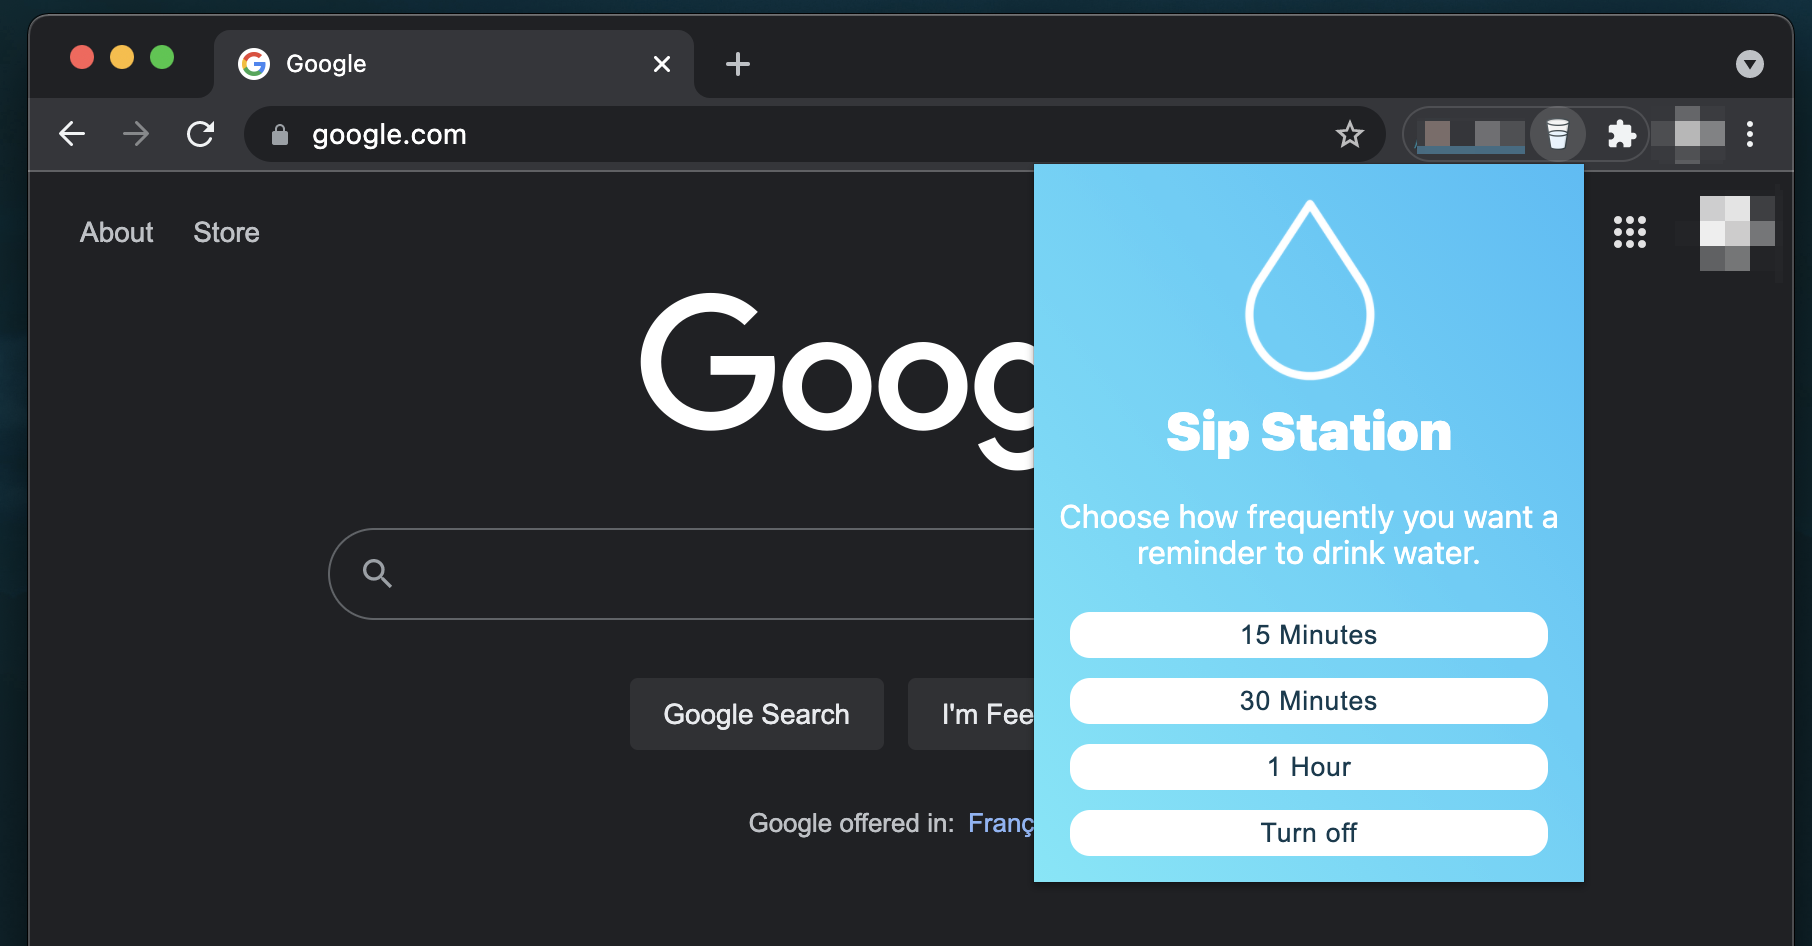 Google
google.com
About
Store
Goog
Google Search
I'm Fee
Google offered in: Franç
Sip Station
Choose how frequently you want a
reminder to drink water.
15 Minutes
30 Minutes
1 Hour
Turn off